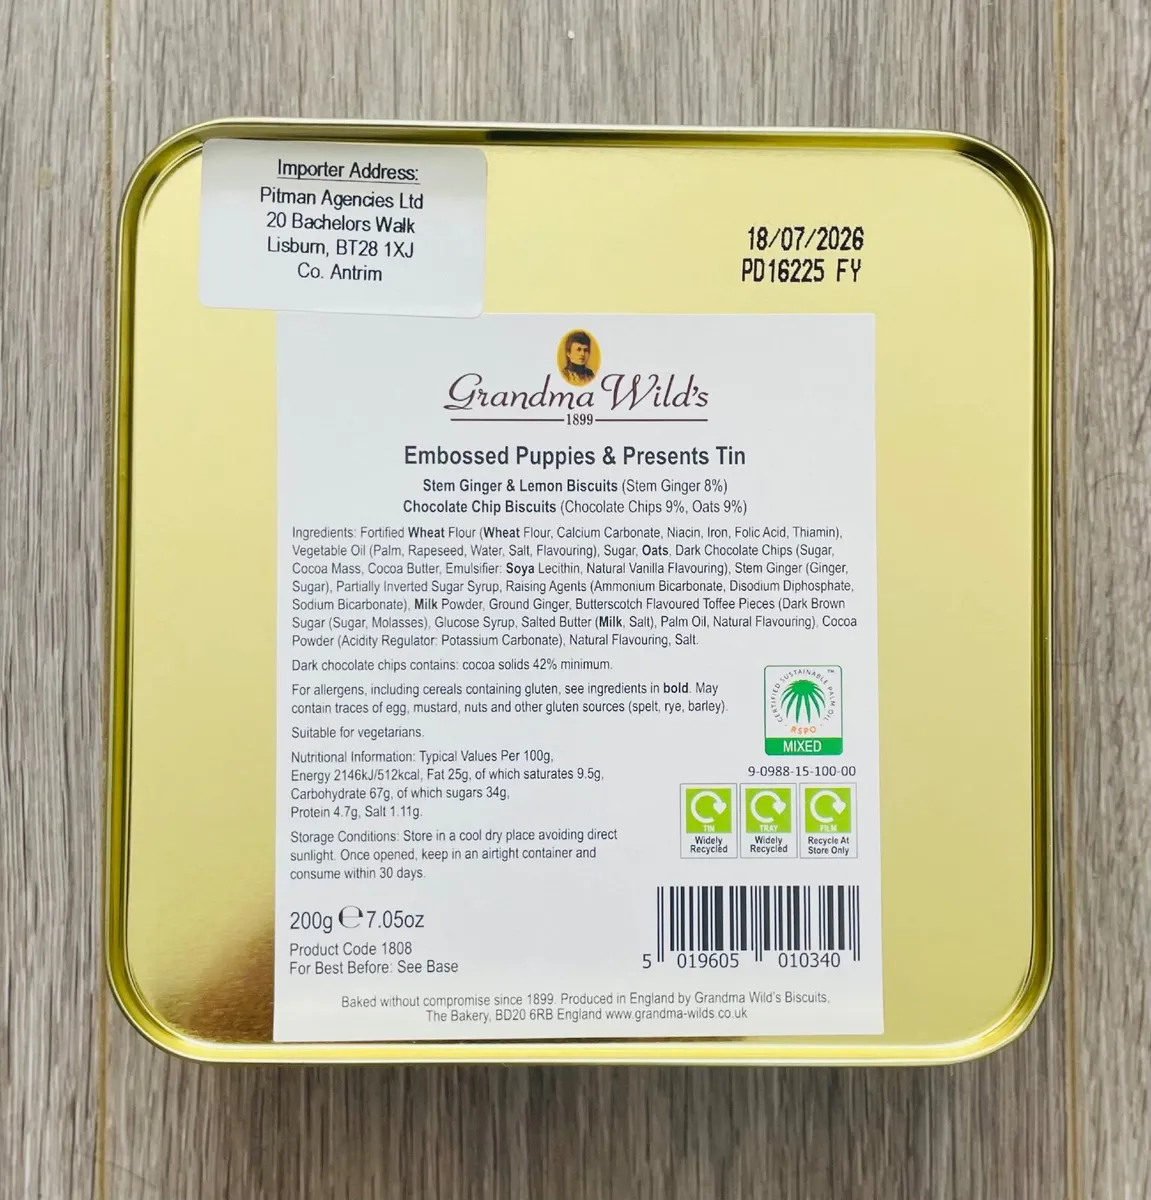 Importer Address:
Pitman Agencies Ltd
20 Bachelors Walk
Lisburn, BT28 1XJ
Co. Antrim
18/07/2026
PD16225 FY
Grandma Wild's
1899
Embossed Puppies & Presents Tin
Stem Ginger & Lemon Biscuits (Stem Ginger 8%)
Chocolate Chip Biscuits (Chocolate Chips 9%, Oats 9%)
Ingredients: Fortified Wheat Flour (Wheat Flour, Calcium Carbonate, Niacin, Iron, Folic Acid, Thiamin),
Vegetable Oil (Palm, Rapeseed, Water, Salt, Flavouring), Sugar, Oats, Dark Chocolate Chips (Sugar,
Cocoa Mass, Cocoa Butter, Emulsifier: Soya Lecithin, Natural Vanilla Flavouring), Stem Ginger (Ginger,
Sugar), Partially Inverted Sugar Syrup, Raising Agents (Ammonium Bicarbonate, Disodium Diphosphate,
Sodium Bicarbonate), Milk Powder, Ground Ginger, Butterscotch Flavoured Toffee Pieces (Dark Brown
Sugar (Sugar, Molasses), Glucose Syrup, Salted Butter (Milk, Salt), Palm Oil, Natural Flavouring), Cocoa
Powder (Acidity Regulator: Potassium Carbonate), Natural Flavouring, Salt.
Dark chocolate chips contains: cocoa solids 42% minimum.
For allergens, including cereals containing gluten, see ingredients in bold. May
contain traces of egg, mustard, nuts and other gluten sources (spelt, rye, barley).
Suitable for vegetarians.
Nutritional Information: Typical Values Per 100g,
Energy 2146kJ/512kcal, Fat 25g, of which saturates 9.5g,
Carbohydrate 67g, of which sugars 34g,
Protein 4.7g, Salt 1.11g.
Storage Conditions: Store in a cool dry place avoiding direct
sunlight. Once opened, keep in an airtight container and
consume within 30 days.
CERTIFIED SUSTAINABLE PALM OIL
TM
RSPO
MIXED
9-0988-15-100-00
TIN
Widely
Recycled
TRAY
Widely
Recycled
FILM
Recycle At
Store Only
200g ℮ 7.05oz
Product Code 1808
For Best Before: See Base
5 019605 010340
Baked without compromise since 1899. Produced in England by Grandma Wild's Biscuits,
The Bakery, BD20 6RB England www.grandma-wilds.co.uk